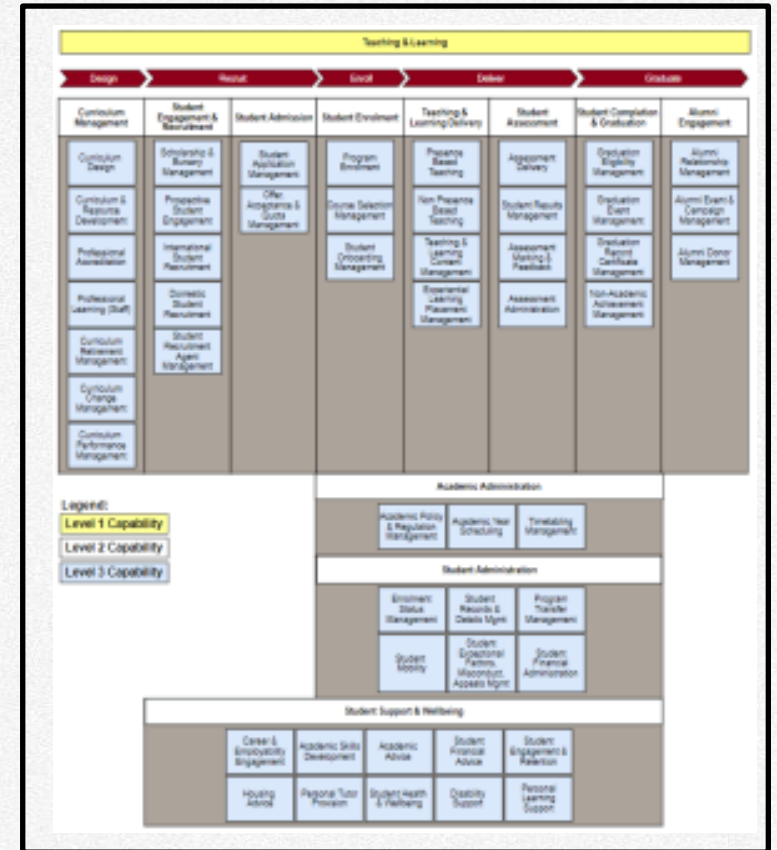 Teaching & Learning
Design
Recruit
Enroll
Deliver
Graduate
Curriculum
Management
Student
Engagement &
Recruitment
Student Admission
Student Enrolment
Teaching &
Learning Delivery
Student
Assessment
Student Completion
& Graduation
Alumni
Engagement
Curriculum
Design
Curriculum &
Resource
Development
Professional
Accreditation
Professional
Learning (Staff)
Curriculum
Retirement
Management
Curriculum
Change
Management
Curriculum
Performance
Management
Scholarship &
Bursary
Management
Prospective
Student
Engagement
International
Student
Recruitment
Domestic
Student
Recruitment
Student
Recruitment
Agent
Management
Student
Application
Management
Offer,
Acceptance &
Quota
Management
Program
Enrolment
Course Selection
Management
Student
Onboarding
Management
Presence
Based
Teaching
Non Presence
Based
Teaching
Teaching &
Learning
Content
Management
Experiential
Learning
Placement
Management
Assessment
Delivery
Student Results
Management
Assessment
Marking &
Feedback
Assessment
Administration
Graduation
Eligibility
Management
Graduation
Event
Management
Graduation
Record
Certificate
Management
Non-Academic
Achievement
Management
Alumni
Relationship
Management
Alumni Event &
Campaign
Management
Alumni Donor
Management
Academic Administration
Academic Policy
& Regulation
Management
Academic Year
Scheduling
Timetabling
Management
Student Administration
Enrolment
Status
Management
Student
Records &
Details Mgmt
Program
Transfer
Management
Student
Mobility
Student
Exceptional
Factors,
Misconduct,
Appeals Mgmt
Student
Financial
Administration
Student Support & Wellbeing
Career &
Employability
Engagement
Academic Skills
Development
Academic
Advice
Student
Financial
Advice
Student
Engagement &
Retention
Housing
Advice
Personal Tutor
Provision
Student Health
& Wellbeing
Disability
Support
Personal
Learning
Support
Legend:
Level 1 Capability
Level 2 Capability
Level 3 Capability